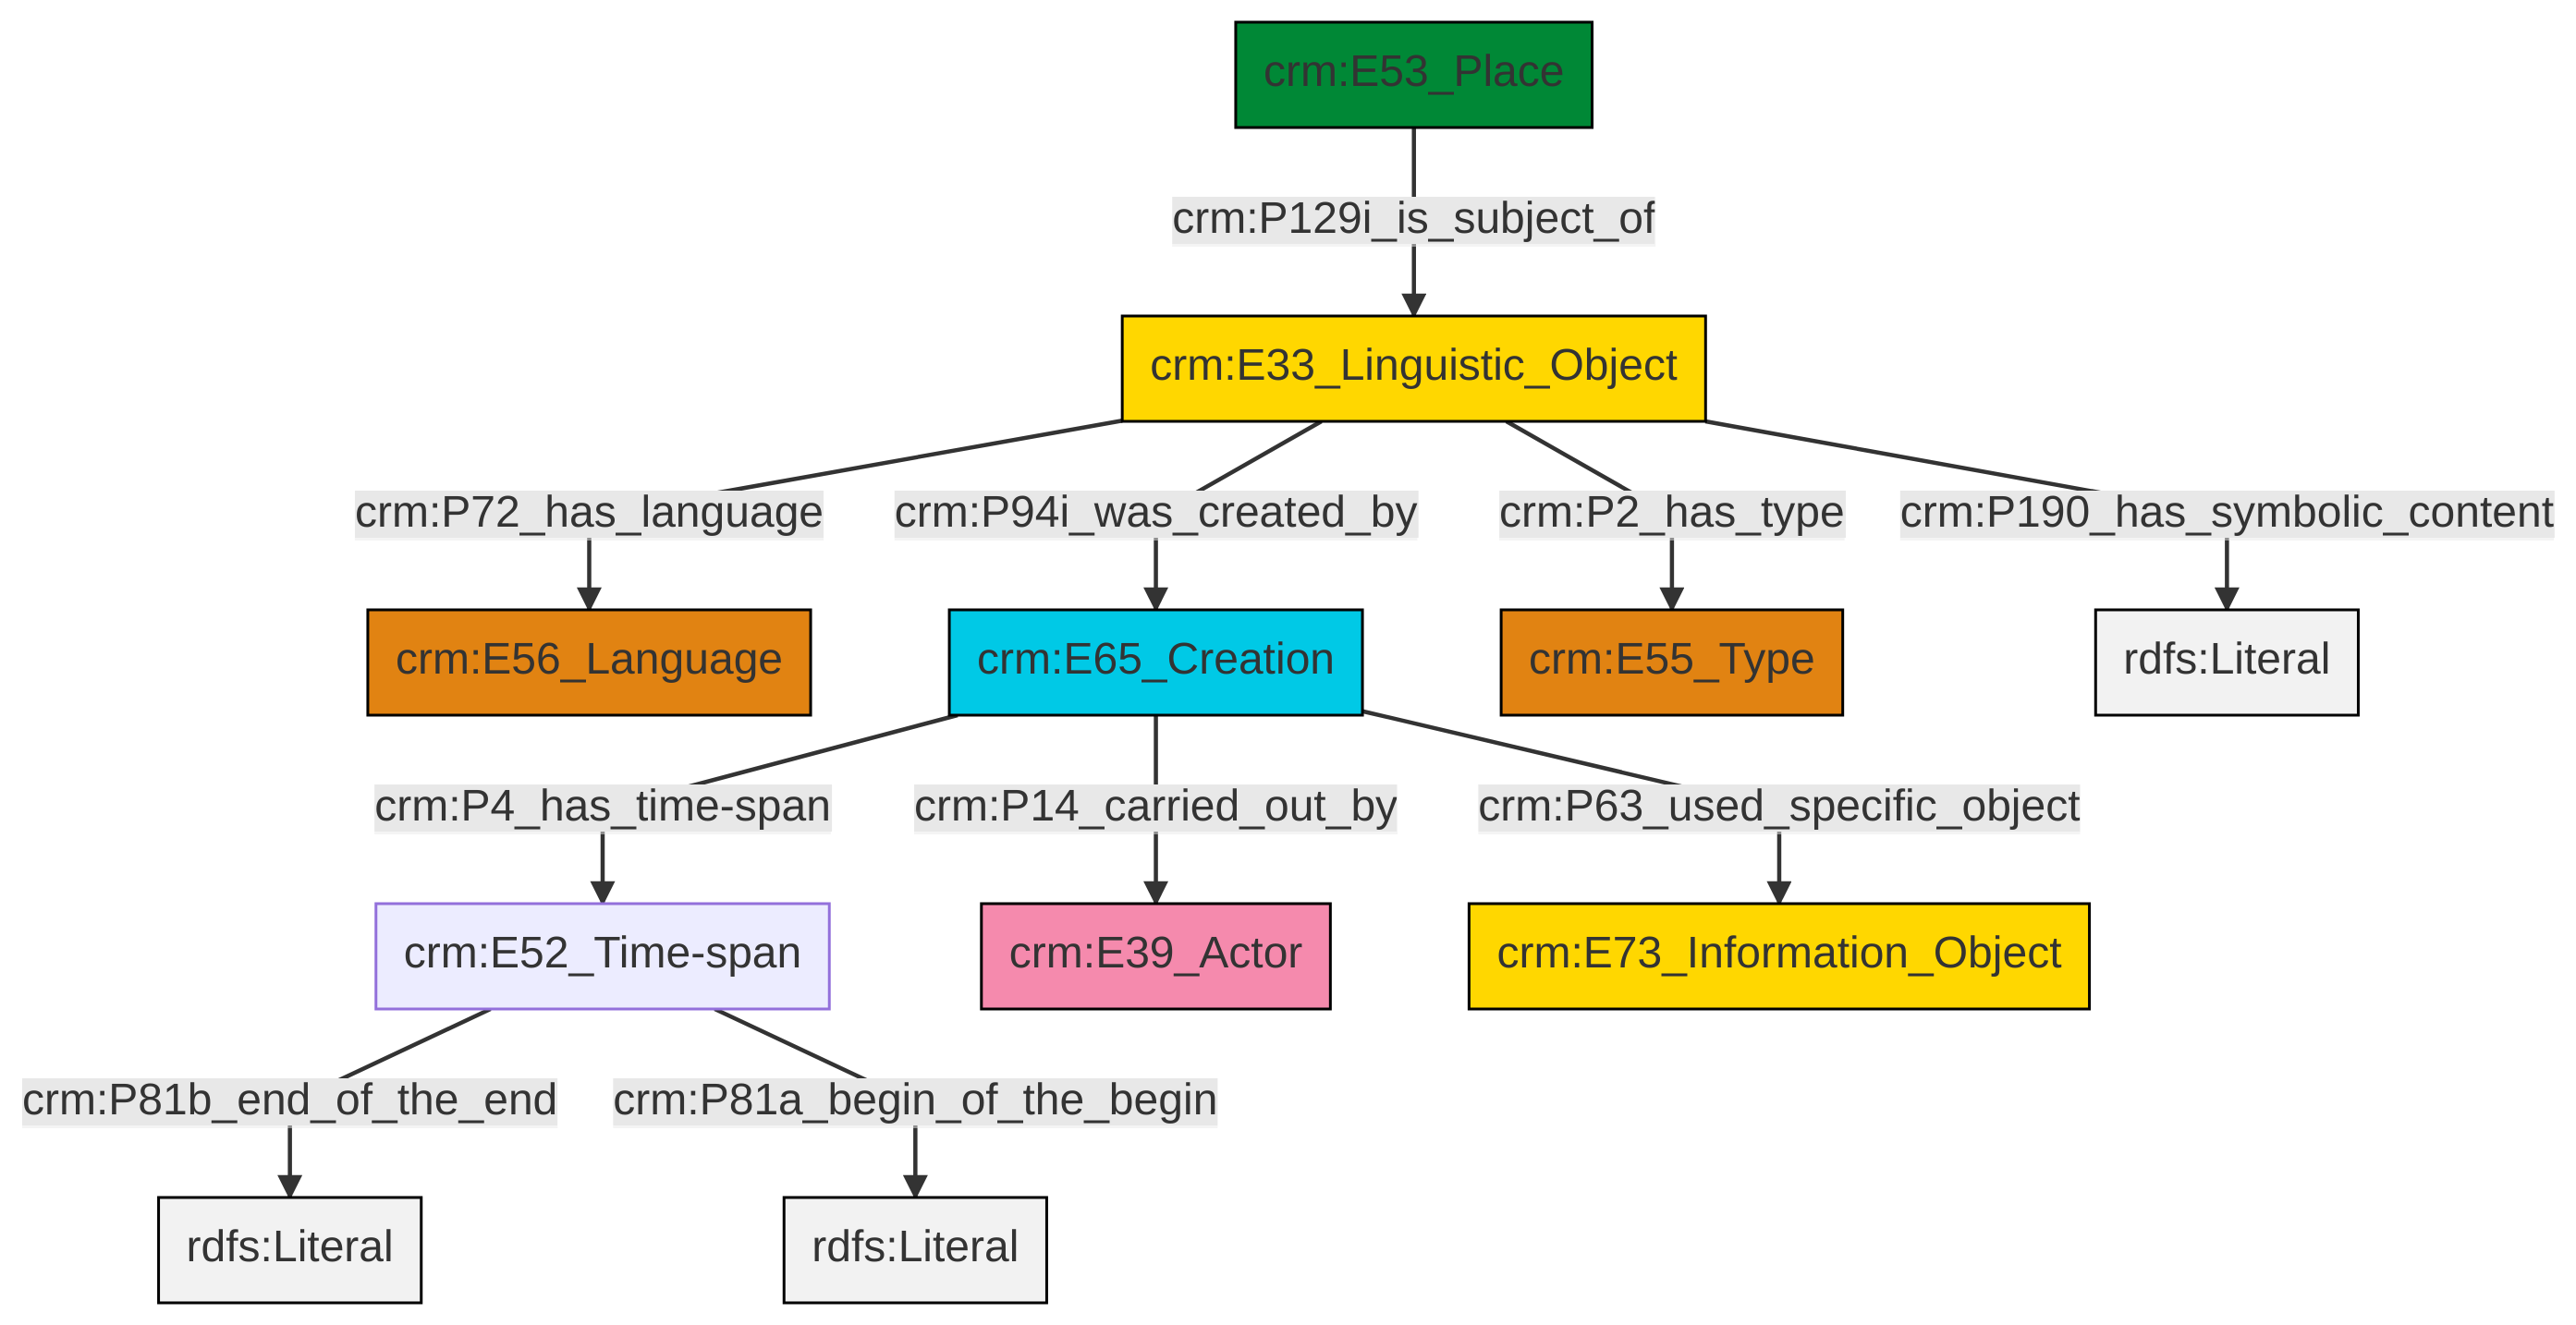 crm:E53_Place
crm:P129i_is_subject_of
crm:E33_Linguistic_Object
crm:P72_has_language
crm:P94i_was_created_by
crm:P2_has_type
crm:P190_has_symbolic_content
crm:E56_Language
crm:E65_Creation
crm:E55_Type
rdfs:Literal
crm:P4_has_time-span
crm:P14_carried_out_by
crm:P63_used_specific_object
crm:E52_Time-span
crm:E39_Actor
crm:E73_Information_Object
crm:P81b_end_of_the_end
crm:P81a_begin_of_the_begin
rdfs:Literal
rdfs:Literal